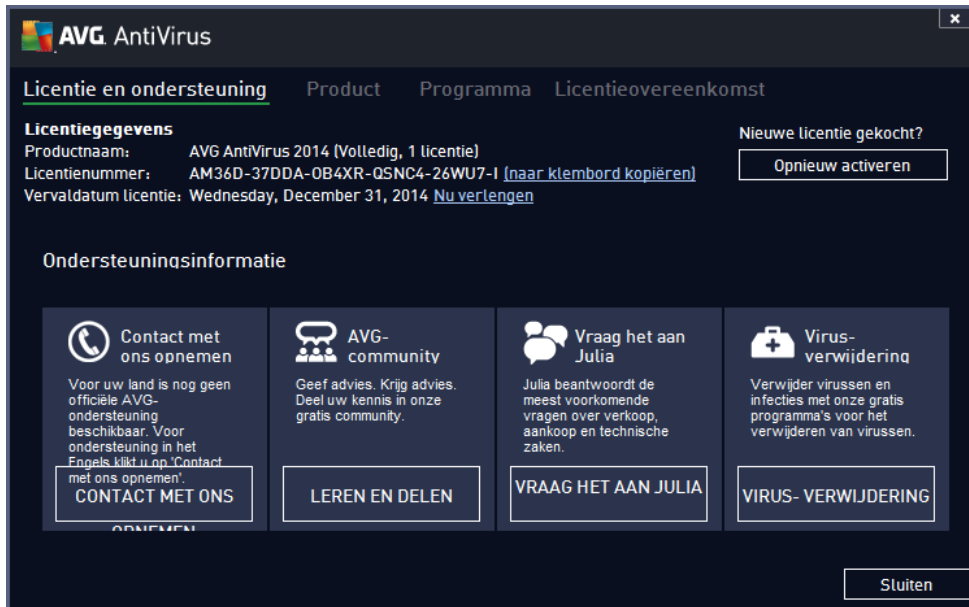 AVG. AntiVirus
Licentie en ondersteuning Product Programma Licentieovereenkomst
Licentiegegevens
Productnaam: AVG AntiVirus 2014 (Volledig, 1 licentie)
Licentienummer: AM36D-37DDA-0B4XR-QSNC4-26WU7-I (naar klembord kopiëren)
Vervaldatum licentie: Wednesday, December 31, 2014 Nu verlengen
Nieuwe licentie gekocht?
Opnieuw activeren
Ondersteuningsinformatie
Contact met
ons opnemen
Voor uw land is nog geen
officiële AVG-
ondersteuning
beschikbaar. Voor
ondersteuning in het
Engels klikt u op 'Contact
met ons opnemen'.
CONTACT MET ONS
OPNEMEN
AVG-
community
Geef advies. Krijg advies.
Deel uw kennis in onze
gratis community.
LEREN EN DELEN
Vraag het aan
Julia
Julia beantwoordt de
meest voorkomende
vragen over verkoop,
aankoop en technische
zaken.
VRAAG HET AAN JULIA
Virus-
verwijdering
Verwijder virussen en
infecties met onze gratis
programma's voor het
verwijderen van virussen.
VIRUS- VERWIJDERING
Sluiten